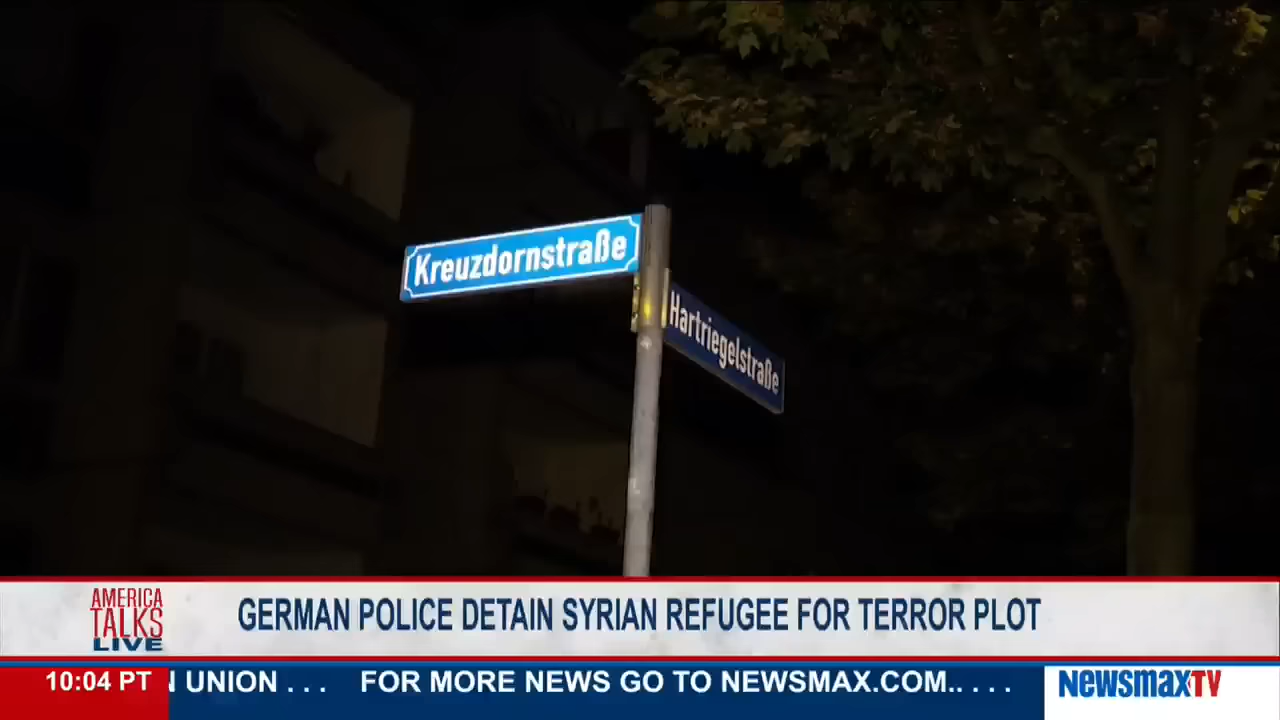 Kreuzdornstraße
Hartriegelstraße
AMERICA
TALKS
LIVE
GERMAN POLICE DETAIN SYRIAN REFUGEE FOR TERROR PLOT
10:04 PT
N UNION . . . FOR MORE NEWS GO TO NEWSMAX.COM.. . . .
NEWSMAXTV